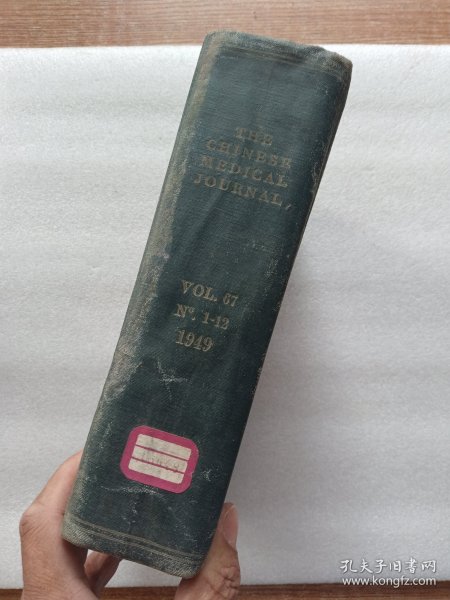 THE
CHINESE
MEDICAL
JOURNAL,
VOL. 67
Nº. 1-12
1949
孔夫子旧书网
www.kongfz.com